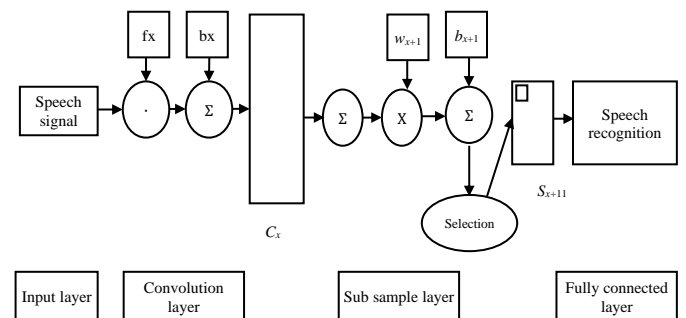 fx
bx
w_{x+1}
b_{x+1}
Speech
signal
.
Σ
Σ
X
Σ
Speech
recognition
Selection
C_x
S_{x+11}
Input layer
Convolution
layer
Sub sample layer
Fully connected
layer